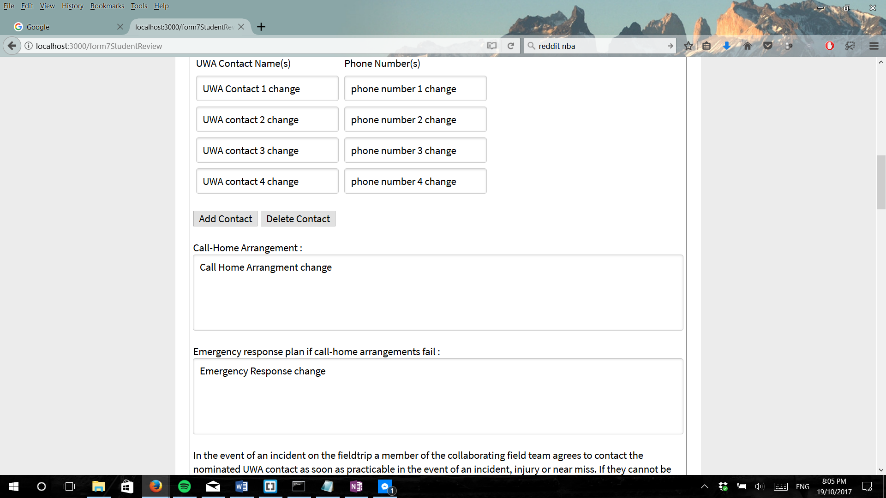 File Edit View History Bookmarks Tools Help
Google
localhost:3000/form7StudentRevi
localhost:3000/form7StudentReview
reddit nba
UWA Contact Name(s) Phone Number(s)
UWA Contact 1 change phone number 1 change
UWA contact 2 change phone number 2 change
UWA contact 3 change phone number 3 change
UWA contact 4 change phone number 4 change
Add Contact Delete Contact
Call-Home Arrangement :
Call Home Arrangment change
Emergency response plan if call-home arrangements fail :
Emergency Response change
In the event of an incident on the fieldtrip a member of the collaborating field team agrees to contact the
nominated UWA contact as soon as practicable in the event of an incident, injury or near miss. If they cannot be
ENG
8:05 PM
19/10/2017
1